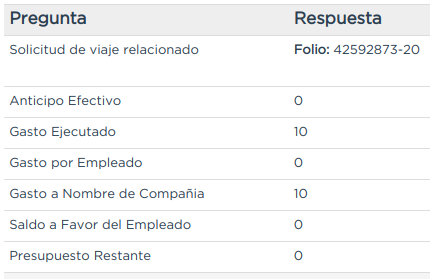 Pregunta Respuesta
Solicitud de viaje relacionado Folio: 42592873-20
Anticipo Efectivo 0
Gasto Ejecutado 10
Gasto por Empleado 0
Gasto a Nombre de Compañia 10
Saldo a Favor del Empleado 0
Presupuesto Restante 0